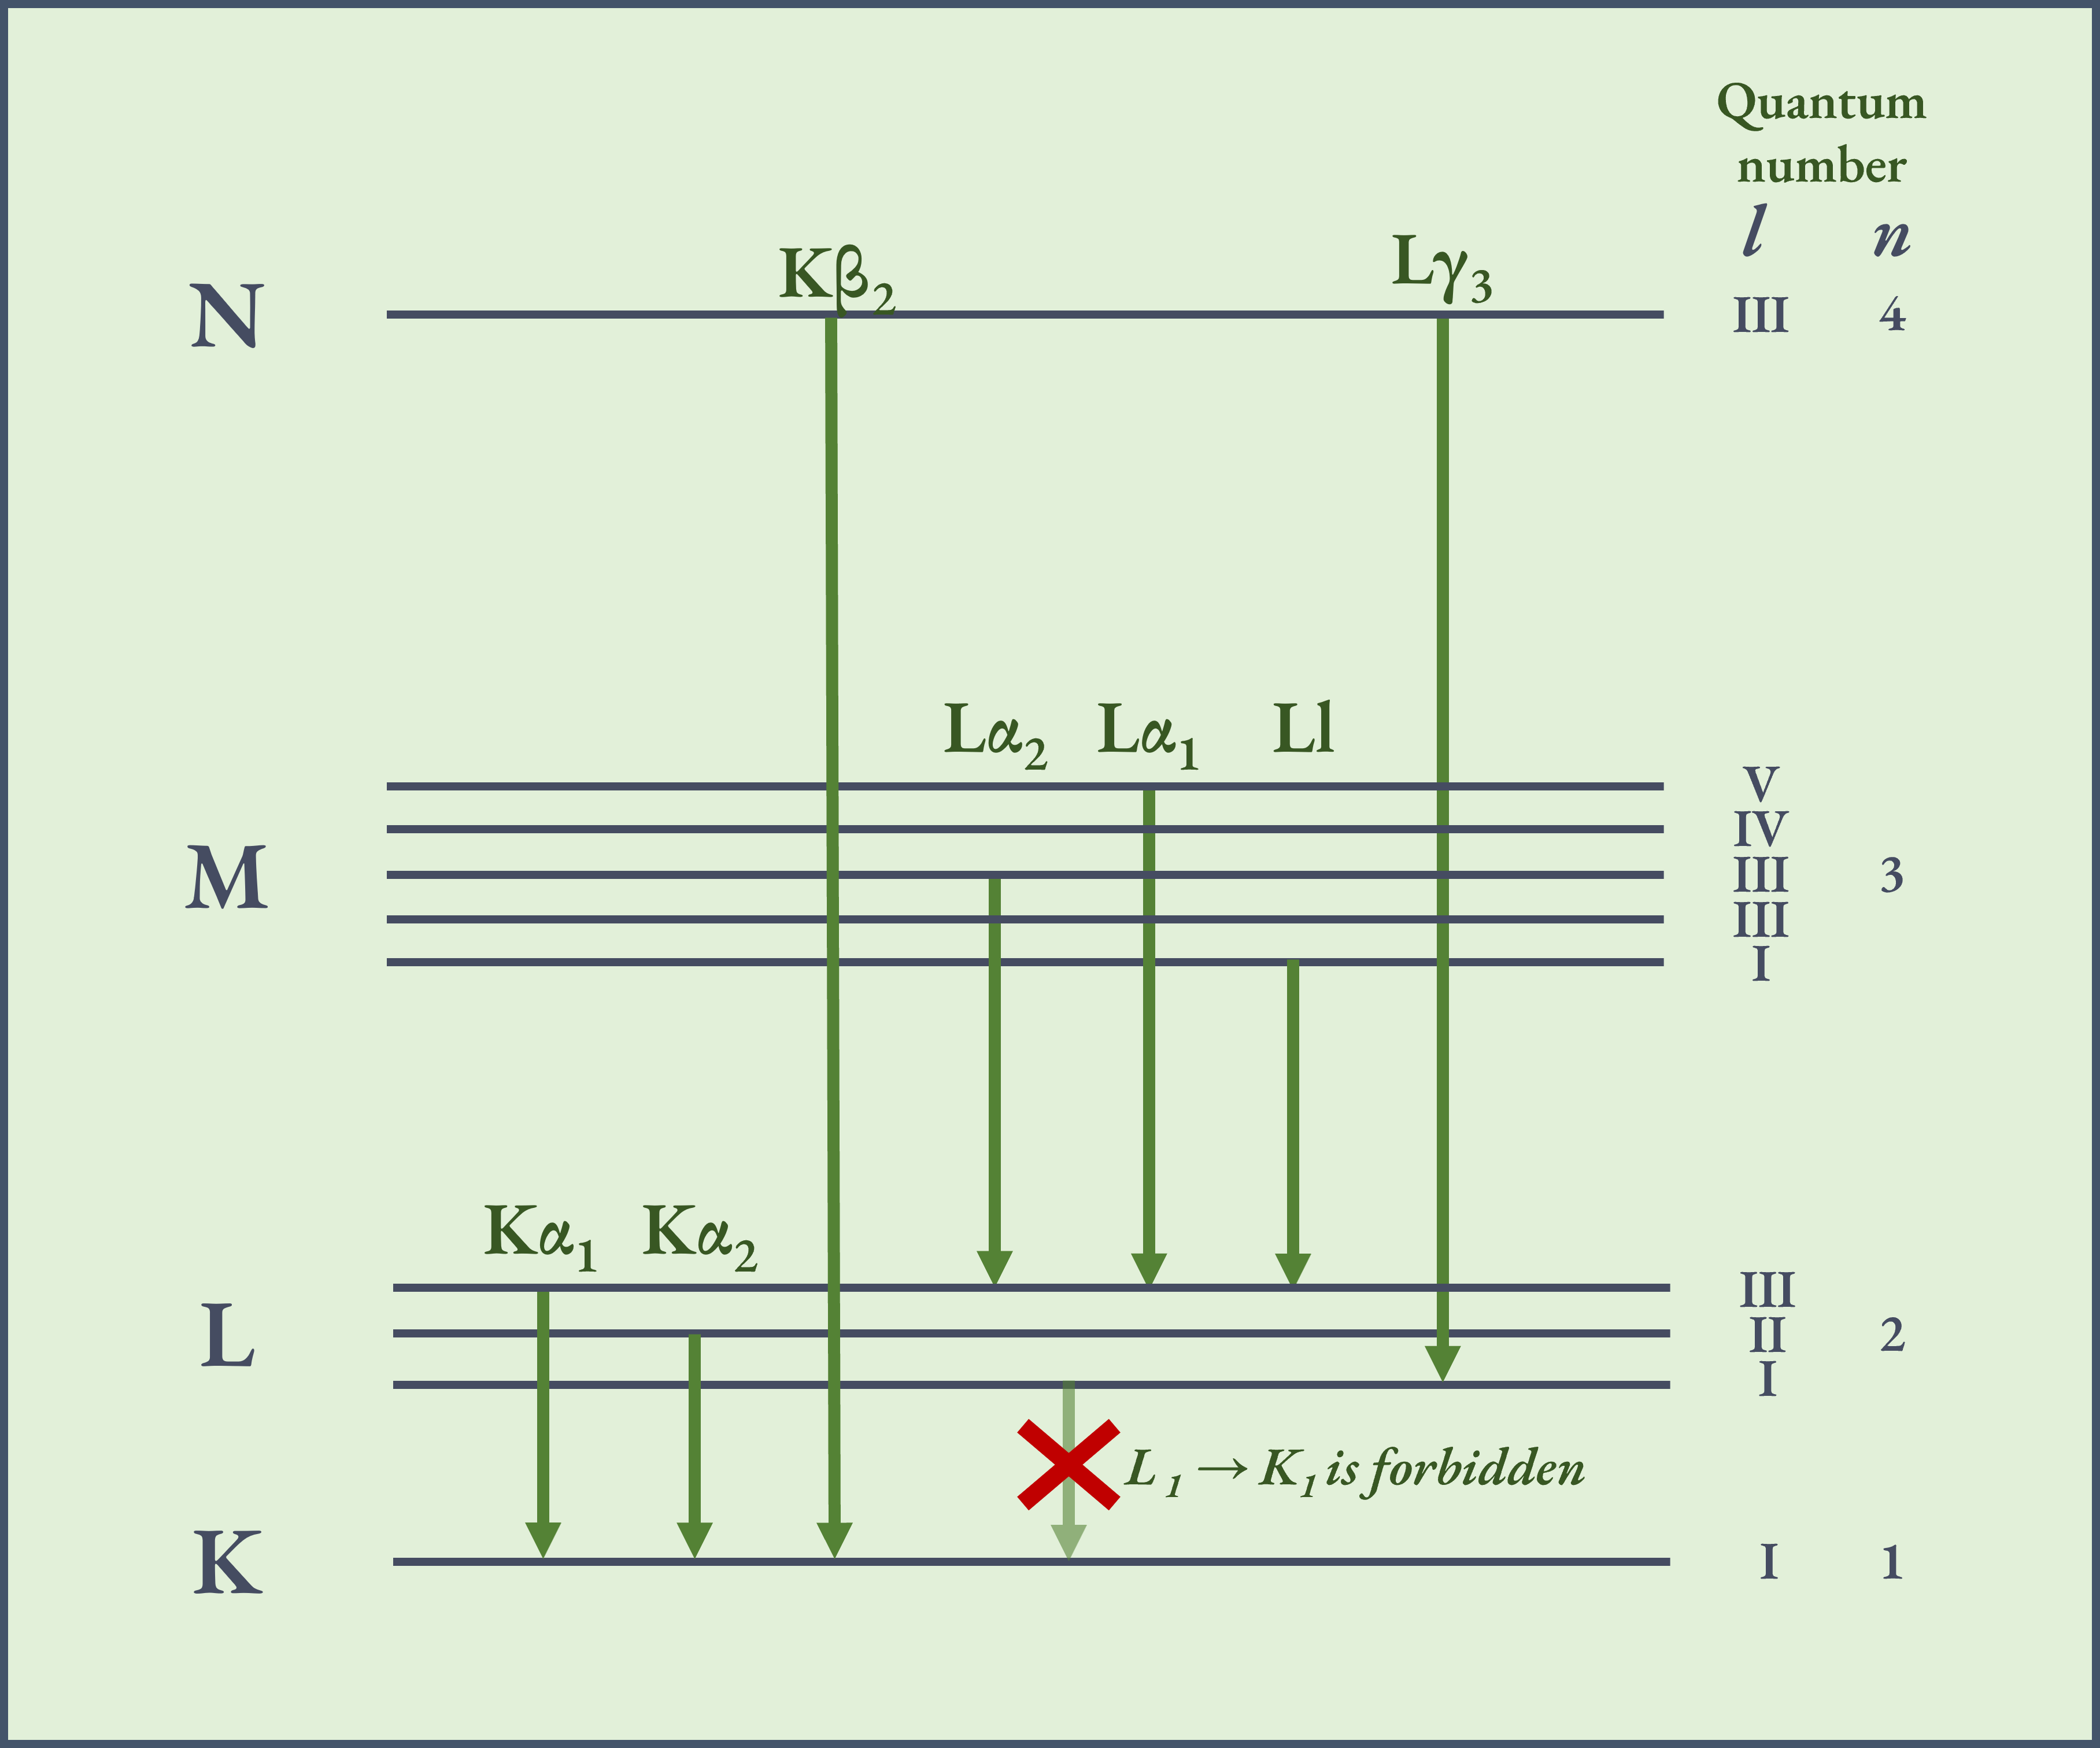 Quantum
number
l n
Kβ2 Lγ3
N III 4
Lα2 Lα1 Ll
V
IV
M III 3
III
I
Kα1 Kα2
III
L II 2
I
L1 → K1 is forbidden
K I 1